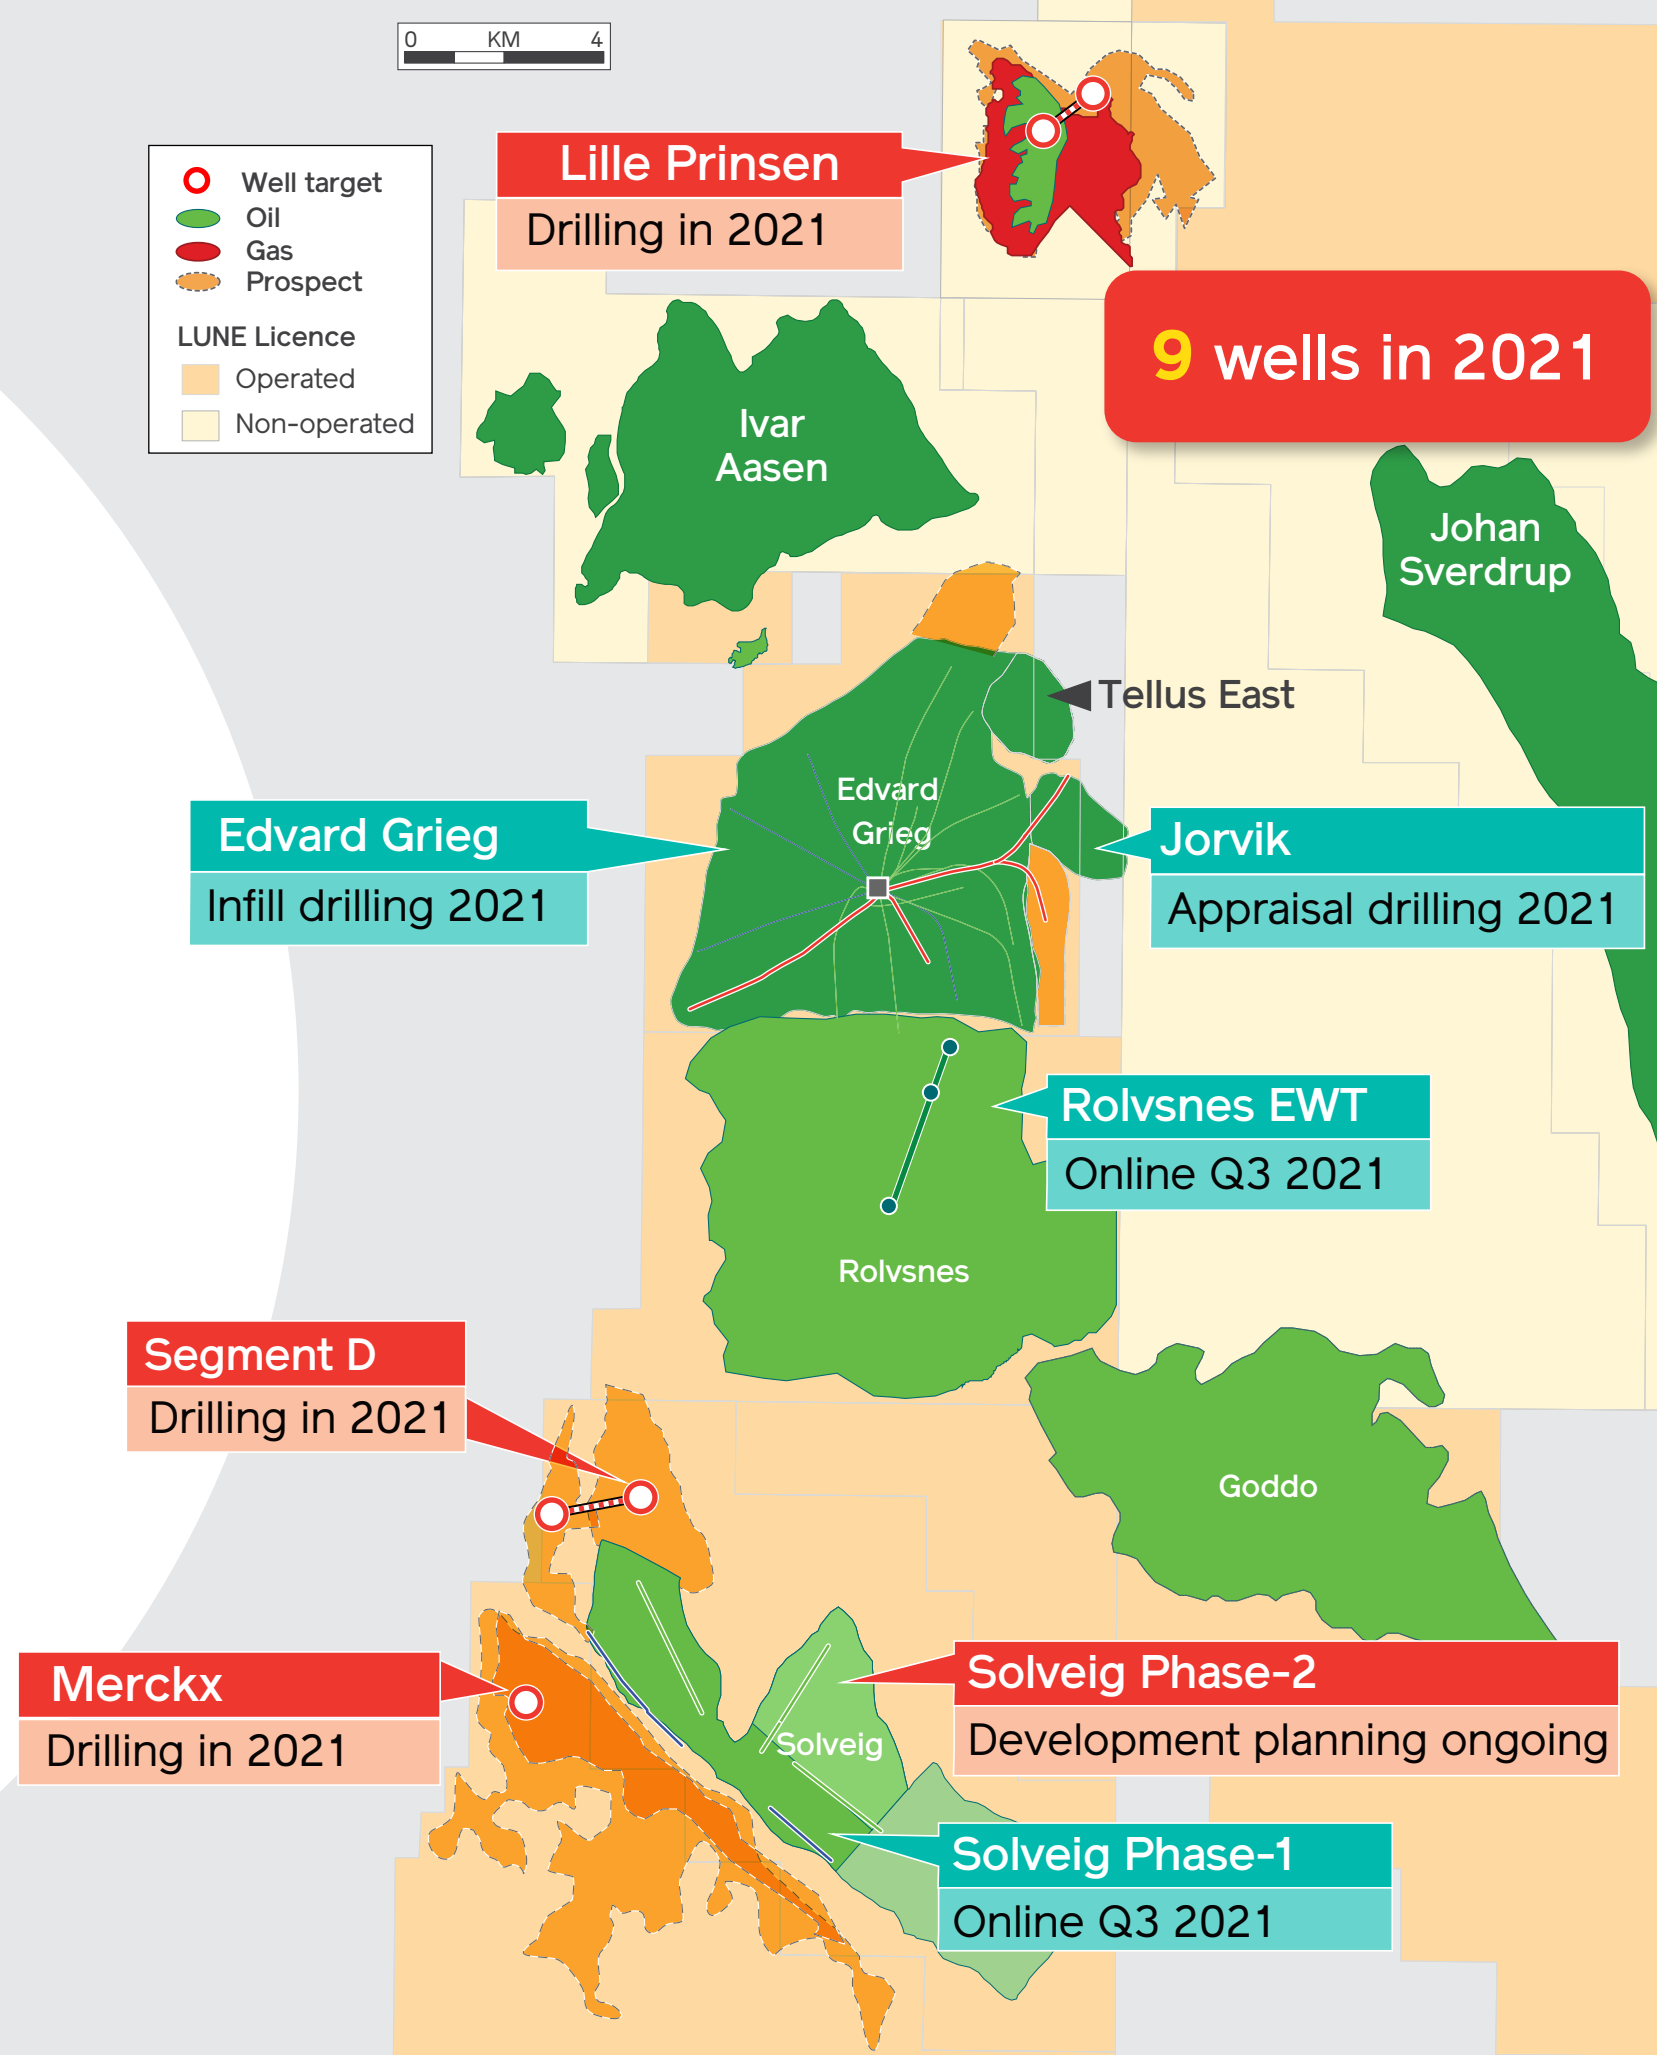 0 KM 4
Well target
Oil
Gas
Prospect
LUNE Licence
Operated
Non-operated
Lille Prinsen
Drilling in 2021
9 wells in 2021
Ivar
Aasen
Johan
Sverdrup
Tellus East
Edvard
Grieg
Edvard Grieg
Infill drilling 2021
Jorvik
Appraisal drilling 2021
Rolvsnes EWT
Online Q3 2021
Rolvsnes
Segment D
Drilling in 2021
Goddo
Merckx
Drilling in 2021
Solveig Phase-2
Development planning ongoing
Solveig
Solveig Phase-1
Online Q3 2021